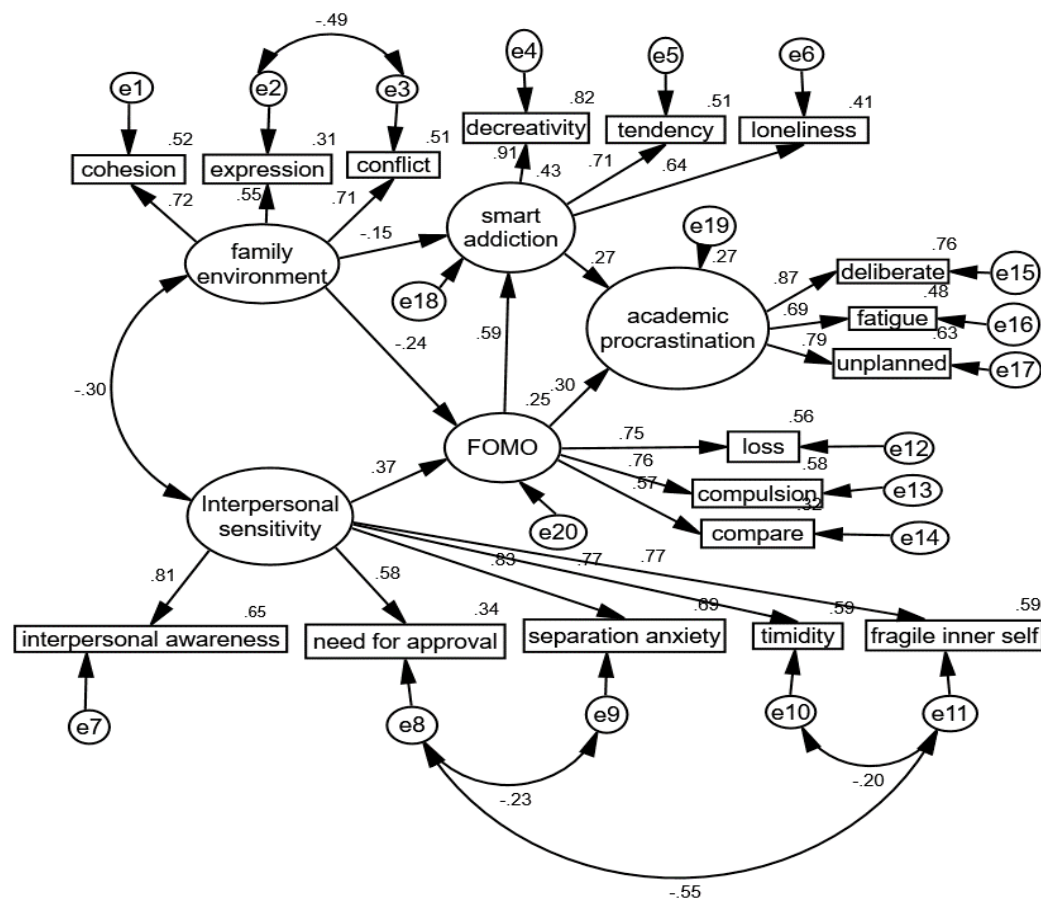 -.49
e4
e5
e6
e1
e2
e3
.82
.51
.41
decreativity
tendency
loneliness
.52
.31
.51
cohesion
expression
conflict
.91
.43
.71
.64
.72
.55
.71
smart
addiction
e19
family
environment
-.15
.27
.27
.76
deliberate
e15
.87
e18
.48
academic
procrastination
.69
fatigue
e16
.59
-.24
.79
.63
unplanned
e17
-.30
.30
.25
.56
FOMO
.75
loss
e12
.37
.76
.58
compulsion
e13
.57
.32
Interpersonal
sensitivity
e20
compare
e14
.81
.58
.83
.77
.77
.65
.34
.69
.59
.59
interpersonal awareness
need for approval
separation anxiety
timidity
fragile inner self
e7
e8
e9
e10
e11
-.23
-.20
-.55